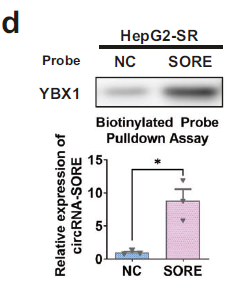 d
HepG2-SR
Probe NC SORE
YBX1
Biotinylated Probe
Pulldown Assay
Relative expression of
circRNA-SORE
15
10
5
0
*
NC SORE